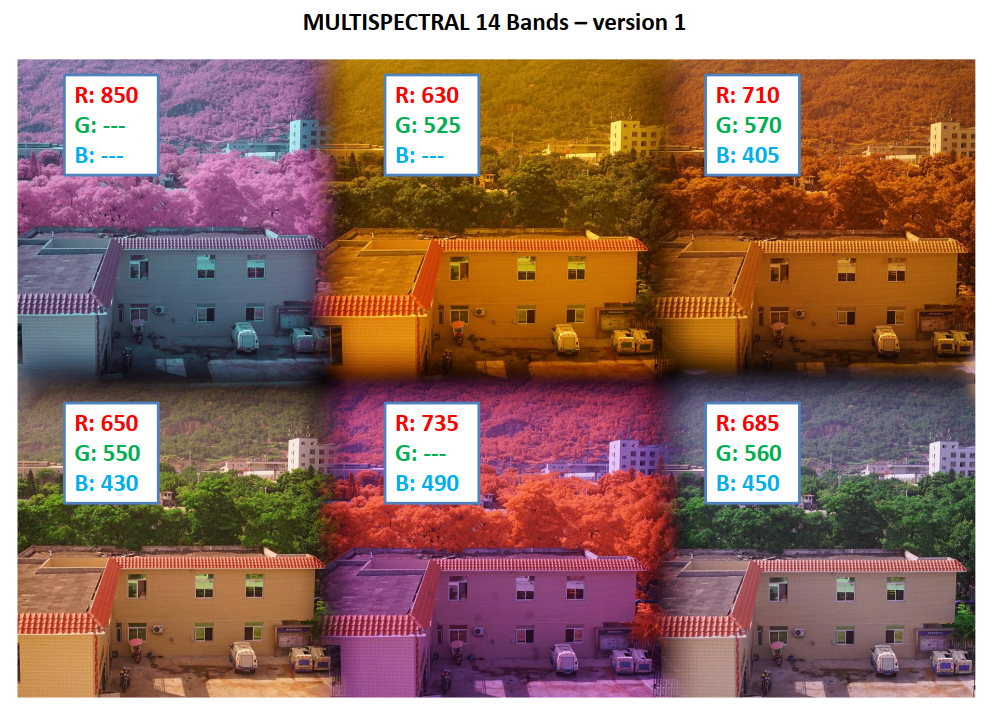 MULTISPECTRAL 14 Bands – version 1
R: 850
G: ---
B: ---
R: 630
G: 525
B: ---
R: 710
G: 570
B: 405
R: 650
G: 550
B: 430
R: 735
G: ---
B: 490
R: 685
G: 560
B: 450